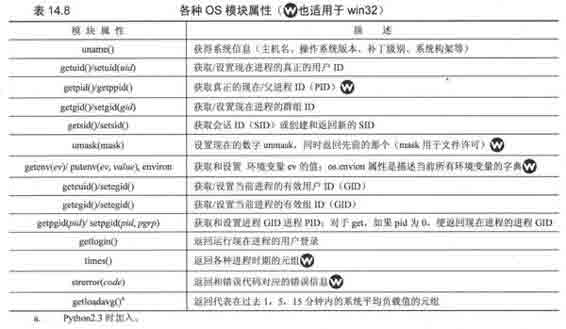 表 14.8 各种 OS 模块属性（W也适用于 win32）
模 块 属 性 描 述
uname() 获得系统信息（主机名、操作系统版本、补丁级别、系统构架等）
getuid()/setuid(uid) 获取/设置现在进程的真正的用户 ID
getpid()/getppid() 获取真正的现在/父进程 ID（PID）W
getgid()/setgid(gid) 获取/设置现在进程的群组 ID
getsid()/setsid() 获取会话 ID（SID）或创建和返回新的 SID
umask(mask) 设置现在的数字 unmask，同时返回先前的那个（mask 用于文件许可）W
getenv(ev)/ putenv(ev, value), environ 获取和设置 环境变量 ev 的值；os.envion 属性是描述当前所有环境变量的字典W
geteuid()/setegid() 获取/设置当前进程的有效用户 ID（GID）
getegid()/setegid() 获取/设置当前进程的有效组 ID（GID）
getpgid(pid)/ setpgid(pid, pgrp) 获取和设置进程 GID 进程 PID；对于 get，如果 pid 为 0，便返回现在进程的进程 GID
getlogin() 返回运行现在进程的用户登录
times() 返回各种进程时期的元组W
strerror(code) 返回和错误代码对应的错误信息W
getloadavg()a 返回代表在过去 1，5，15 分钟内的系统平均负载值的元组
a. Python2.3 时加入。